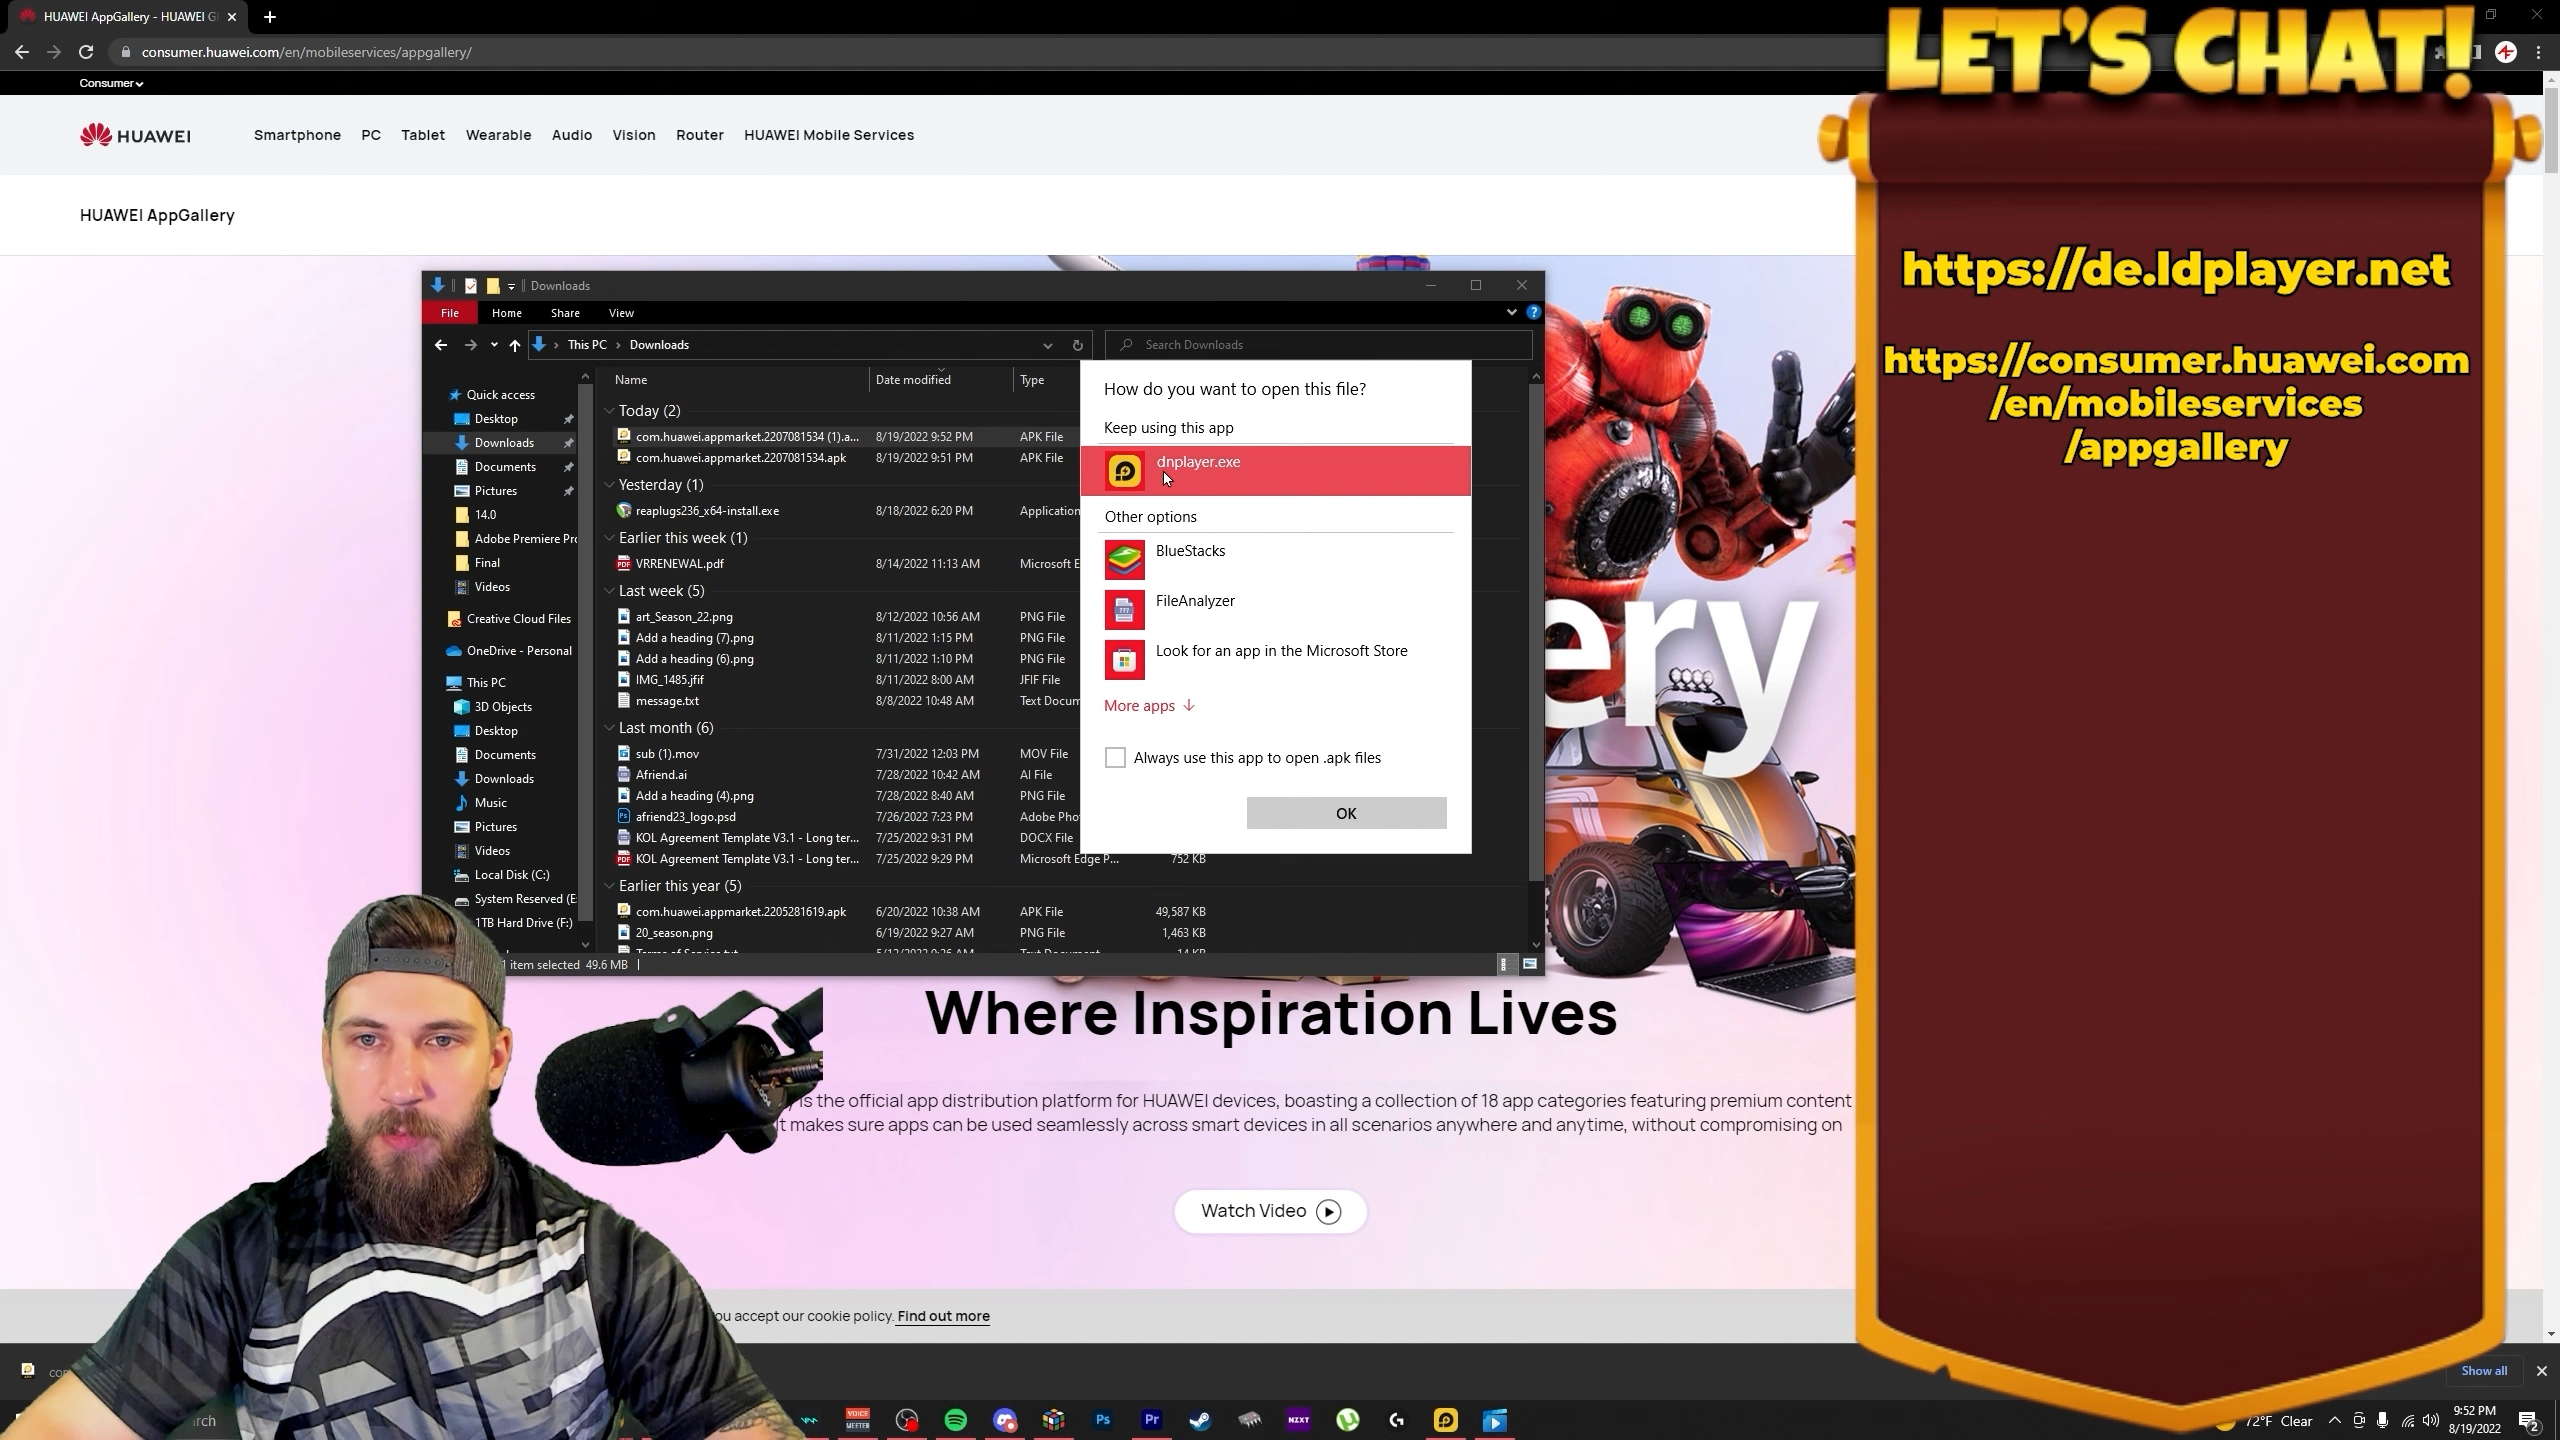 HUAWEI AppGallery - HUAWEI G
consumer.huawei.com/en/mobileservices/appgallery/
LET'S CHAT!
Consumer
HUAWEI
Smartphone PC Tablet Wearable Audio Vision Router HUAWEI Mobile Services
HUAWEI AppGallery
https://de.ldplayer.net
https://consumer.huawei.com
/en/mobileservices
/appgallery
Downloads
File Home Share View
This PC > Downloads
Search Downloads
Quick access
Desktop
Downloads
Documents
Pictures
14.0
Adobe Premiere Pro
Final
Videos
Creative Cloud Files
OneDrive - Personal
This PC
3D Objects
Desktop
Documents
Downloads
Music
Pictures
Videos
Local Disk (C:)
System Reserved (E:
1TB Hard Drive (F:)
Name Date modified Type
Today (2)
com.huawei.appmarket.2207081534 (1).a... 8/19/2022 9:52 PM APK File
com.huawei.appmarket.2207081534.apk 8/19/2022 9:51 PM APK File
Yesterday (1)
reaplugs236_x64-install.exe 8/18/2022 6:20 PM Application
Earlier this week (1)
VRRENEWAL.pdf 8/14/2022 11:13 AM Microsoft E
Last week (5)
art_Season_22.png 8/12/2022 10:56 AM PNG File
Add a heading (7).png 8/11/2022 1:15 PM PNG File
Add a heading (6).png 8/11/2022 1:10 PM PNG File
IMG_1485.jfif 8/11/2022 8:00 AM JFIF File
message.txt 8/8/2022 10:48 AM Text Docum
Last month (6)
sub (1).mov 7/31/2022 12:03 PM MOV File
Afriend.ai 7/28/2022 10:42 AM AI File
Add a heading (4).png 7/28/2022 8:40 AM PNG File
afriend23_logo.psd 7/26/2022 7:23 PM Adobe Pho
KOL Agreement Template V3.1 - Long ter... 7/25/2022 9:31 PM DOCX File
KOL Agreement Template V3.1 - Long ter... 7/25/2022 9:29 PM Microsoft Edge P... 752 KB
Earlier this year (5)
com.huawei.appmarket.2205281619.apk 6/20/2022 10:38 AM APK File 49,587 KB
20_season.png 6/19/2022 9:27 AM PNG File 1,463 KB
1 item selected 49.6 MB
How do you want to open this file?
Keep using this app
dnplayer.exe
Other options
BlueStacks
FileAnalyzer
Look for an app in the Microsoft Store
More apps
Always use this app to open .apk files
OK
ery
Where Inspiration Lives
y is the official app distribution platform for HUAWEI devices, boasting a collection of 18 app categories featuring premium content
It makes sure apps can be used seamlessly across smart devices in all scenarios anywhere and anytime, without compromising on
Watch Video
you accept our cookie policy. Find out more
com
Show all
rch
VOICE
MEETER
Ps
Pr
NZXT
72°F Clear
9:52 PM
8/19/2022
2